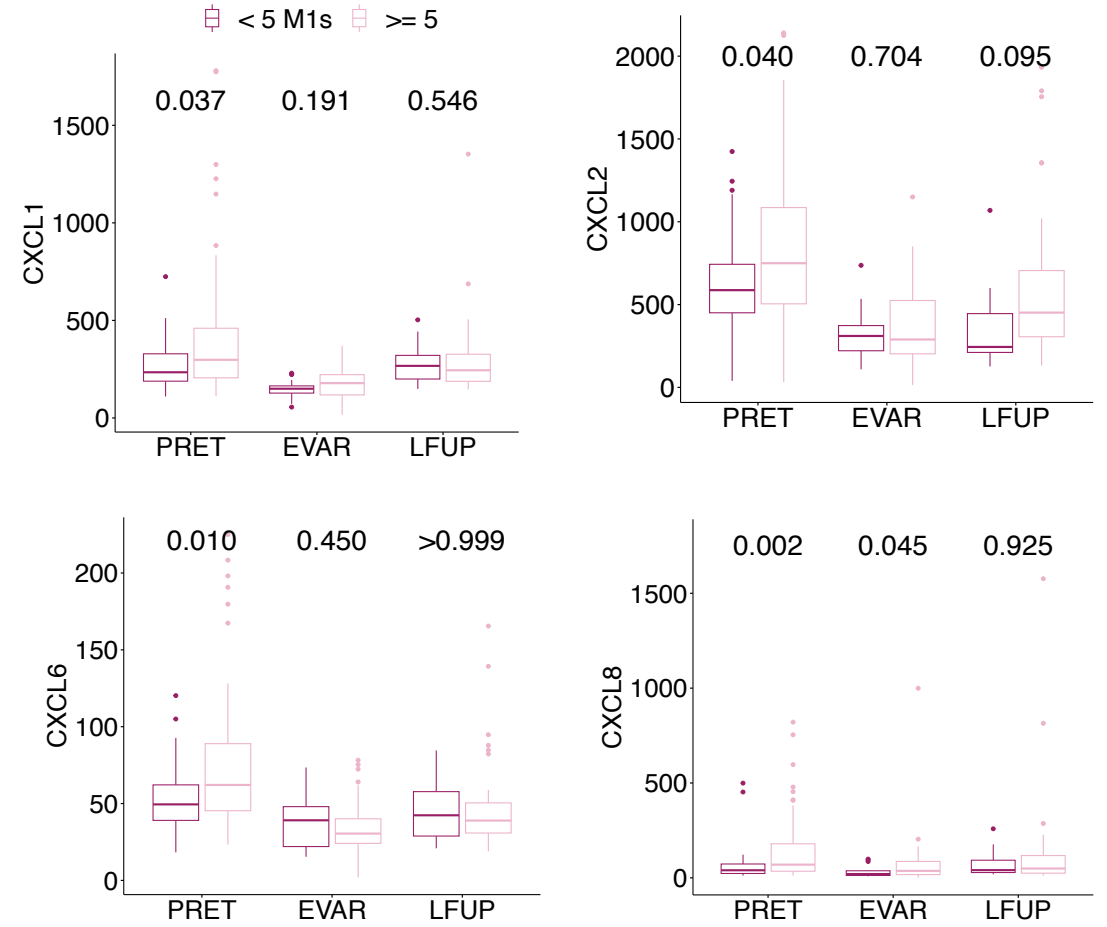 < 5 M1s >= 5
CXCL1
0.037 0.191 0.546
1500
1000
500
0
PRET EVAR LFUP
CXCL2
0.040 0.704 0.095
2000
1500
1000
500
0
PRET EVAR LFUP
CXCL6
0.010 0.450 >0.999
200
150
100
50
0
PRET EVAR LFUP
CXCL8
0.002 0.045 0.925
1500
1000
500
0
PRET EVAR LFUP